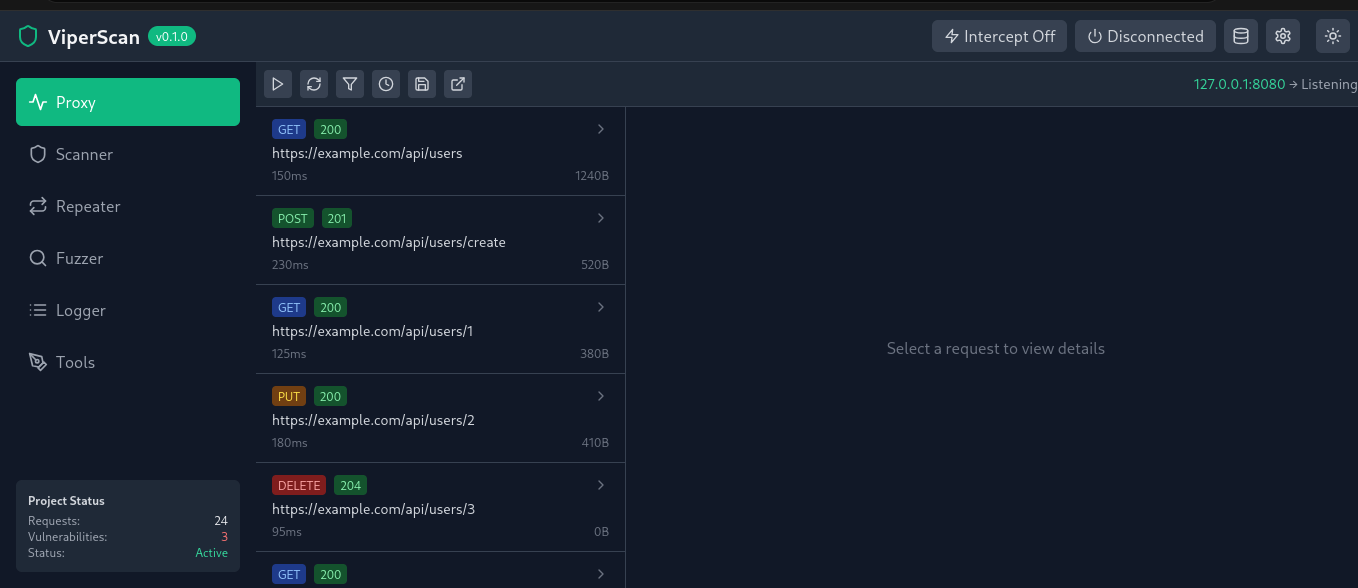 ViperScan v0.1.0 Intercept Off Disconnected
127.0.0.1:8080 → Listening
Proxy
Scanner
Repeater
Fuzzer
Logger
Tools
Project Status
Requests: 24
Vulnerabilities: 3
Status: Active
GET 200
https://example.com/api/users
150ms 1240B
POST 201
https://example.com/api/users/create
230ms 520B
GET 200
https://example.com/api/users/1
125ms 380B
PUT 200
https://example.com/api/users/2
180ms 410B
DELETE 204
https://example.com/api/users/3
95ms 0B
GET 200
Select a request to view details